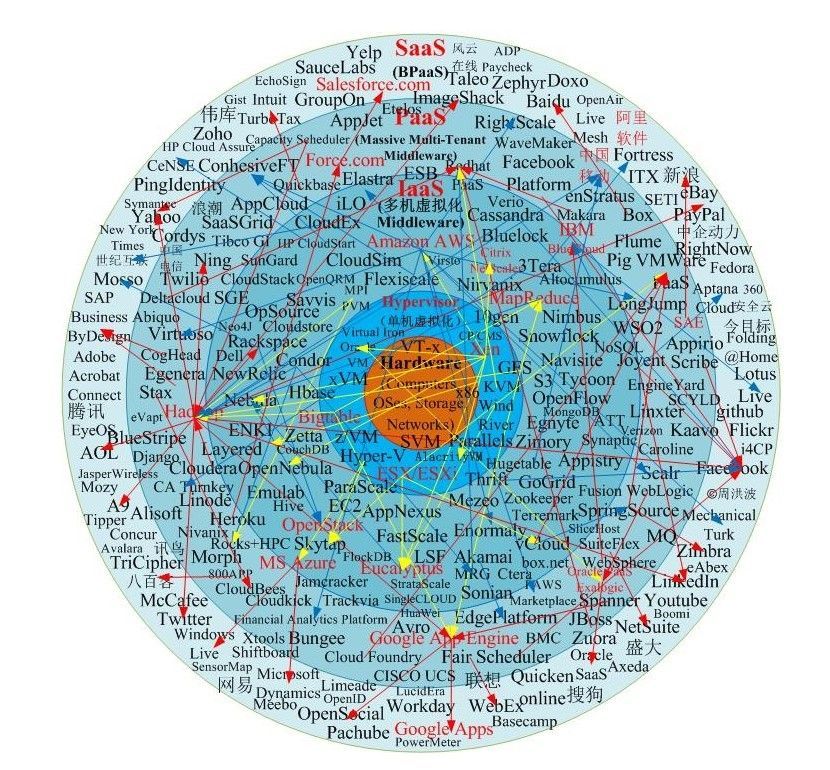 SaaS
风云
ADP
Yelp
(BPaaS)
在线
Paycheck
SauceLabs
Taleo
Zephyr
Doxo
EchoSign
Salesforce.com
Gist
Intuit
GroupOn
ImageShack
Baidu
OpenAir
伟库
TurboTax
AppJet
Etelos
PaaS
RightScale
Live
阿里
Zoho
Capacity Scheduler
(Massive Multi-Tenant
WaveMaker
Mesh
软件
HP Cloud Assure
Force.com
Middleware)
Facebook
中国
Fortress
CeNSE
ConhesiveFT
ESB
Redhat
移动
ITX
新浪
PingIdentity
Quickbase
Elastra
IaaS
PaaS
Platform
eBay
Symantec
AppCloud
iLO
(多机虚拟化
Verio
enStratus
SETI
Yahoo
浪潮
SaaSGrid
CloudEx
Middleware)
Cassandra
Makara
Box
PayPal
New York
Cordys
Bluelock
IBM
中企动力
Times
Tibco
GI
HP CloudStart
Amazon AWS
Citrix
BlueCloud
Flume
RightNow
世纪互联
中国
电信
Ning
SunGard
CloudSim
Virsto
NetScaler
3Tera
Pig
VMWare
Fedora
Mosso
Twilio
CloudStack
OpenQRM
Flexiscale
Nirvanix
Altocumulus
PaaS
Aptana
360
SAP
Deltacloud
SGE
Savvis
MPI
Hypervisor
MapReduce
LongJump
Cloud
安全云
Business
Abiquo
OpSource
PVM
(单机虚拟化)
10gen
Nimbus
SAE
今目标
ByDesign
Virtuoso
Neo4J
Cloudstore
Virtual Iron
CP/CMS
Snowflock
WSO2
Appirio
Folding
Adobe
CogHead
Dell
Rackspace
VT-x
Xen
NoSQL
@Home
Acrobat
Egenera
NewRelic
Condor
VM
Hardware
GFS
Navisite
Joyent
Scribe
Lotus
Connect
Stax
xVM
(Computers
KVM
S3
Tycoon
EngineYard
Live
腾讯
Hbase
OSes, Storage
x86
Wind
OpenFlow
SCYLD
github
EyeOS
eVapt
Hadoop
Nebula
Bigtable
Networks)
River
Egnyte
MongoDB
ATT
Linxter
Kaavo
Flickr
AOL
BlueStripe
ENKI
Zetta
z/VM
SVM
Parallels
Zimory
Synaptic
Verizon
Caroline
i4CP
JasperWireless
Django
Layered
CouchDB
Hyper-V
Hugetable
Appistry
Facebook
Mozy
Cloudera
OpenNebula
ESX/ESXi
Thrift
GoGrid
Scalr
©周洪波
A9
CA
Turnkey
Emulab
ParaScale
Mezeo
Zookeeper
Fusion
WebLogic
Mechanical
Tipper
Alisoft
Linode
Hive
EC2
AppNexus
Terremark
SpringSource
Turk
Concur
Nivanix
Heroku
OpenStack
FastScale
Enormaly
SliceHost
MQ
Avalara
讯鸟
Rocks+HPC
Skytap
FlockDB
LSF
Akamai
vCloud
SuiteFlex
Zimbra
TriCipher
Morph
MS Azure
Eucalyptus
box.net
WebSphere
eAbex
八百客
800APP
Jamcracker
StrataScale
MRG
Ctera
Oracle PaaS
LinkedIn
McAfee
CloudBees
SingleCLOUD
Sonian
AWS
Exalogic
Spanner
Youtube
Twitter
Cloudkick
Trackvia
HuaWei
Marketplace
Boomi
Windows
Financial Analytics Platform
Avro
EdgePlatform
JBoss
NetSuite
Live
Xtools
Bungee
Google App Engine
BMC
Zuora
盛大
SensorMap
Shiftboard
Cloud Foundry
Fair Scheduler
Oracle
Axeda
网易
Microsoft
CISCO UCS
联想
Quicken
SaaS
Dynamics
Limeade
LucidEra
online
搜狗
Meebo
OpenID
Workday
WebEx
OpenSocial
Basecamp
Pachube
Google Apps
PowerMeter